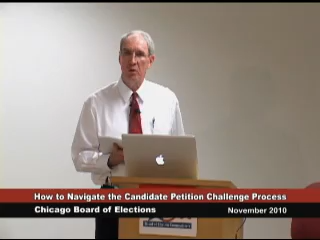 How to Navigate the Candidate Petition Challenge Process
Chicago Board of Elections November 2010